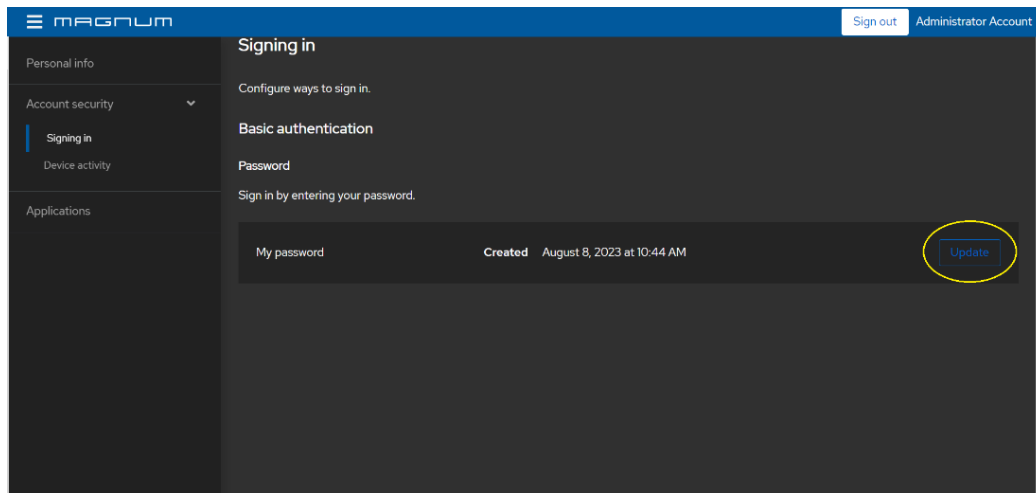 MAGNUM
Sign out
Administrator Account
Personal info
Account security
Signing in
Device activity
Applications
Signing in
Configure ways to sign in.
Basic authentication
Password
Sign in by entering your password.
My password Created August 8, 2023 at 10:44 AM Update